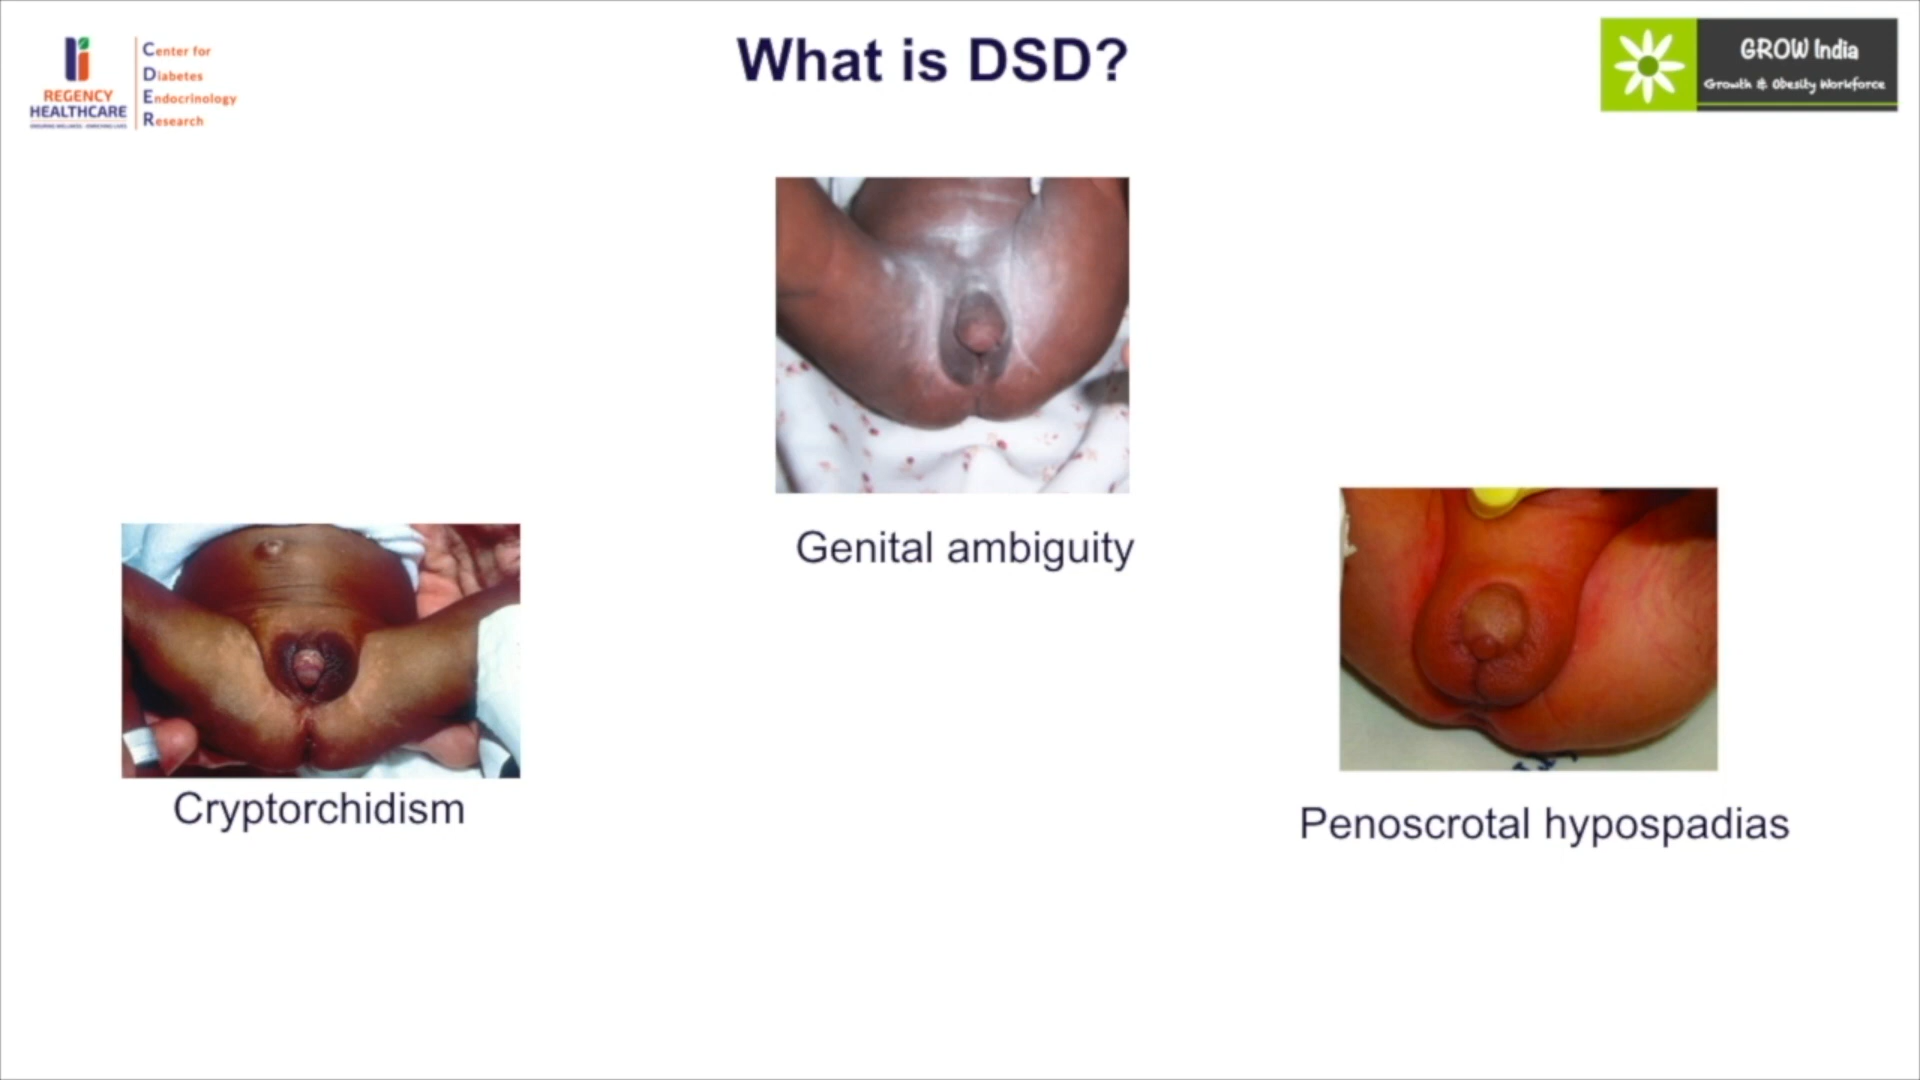 What is DSD?
REGENCY
HEALTHCARE
Center for
Diabetes
Endocrinology
Research
GROW India
Growth & Obesity Workforce
Genital ambiguity
Cryptorchidism
Penoscrotal hypospadias